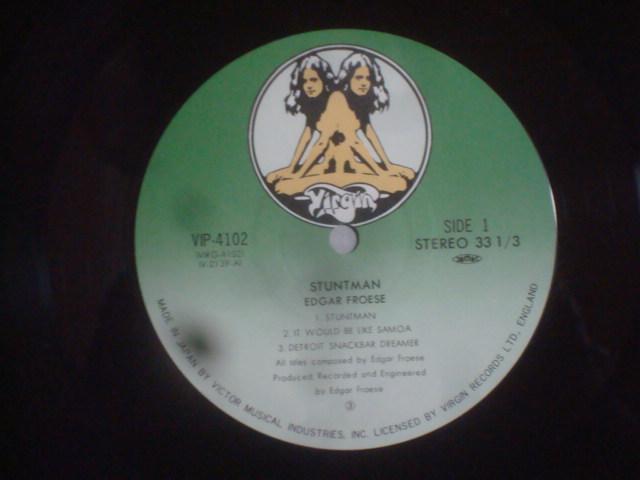 Virgin
VIP-4102
SIDE 1
STEREO 33 1/3
STUNTMAN
EDGAR FROESE
1. STUNTMAN
2. IT WOULD BE LIKE SAMOA
3. DETROIT SNACKBAR DREAMER
All titles composed by Edgar Froese
Produced, Recorded and Engineered
by Edgar Froese
③
MADE IN JAPAN BY VICTOR MUSICAL INDUSTRIES, INC. LICENSED BY VIRGIN RECORDS LTD, ENGLAND